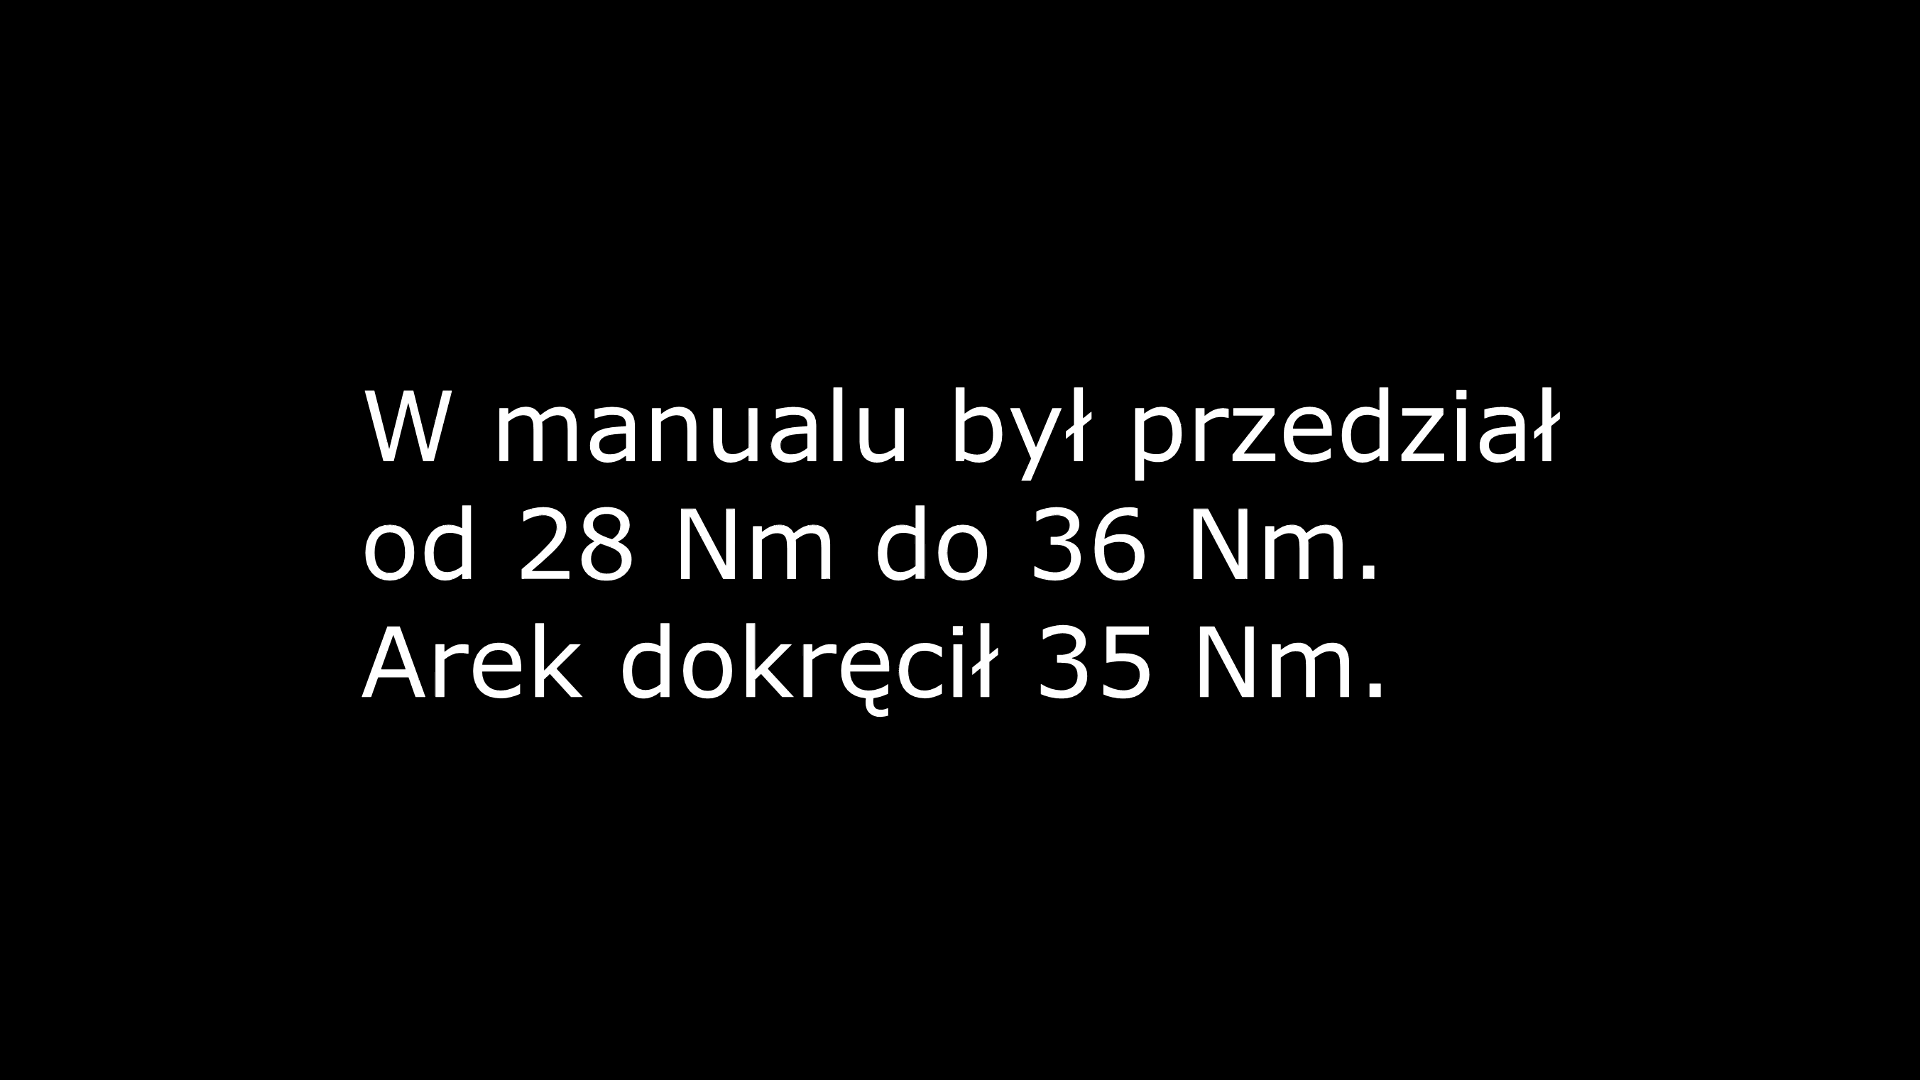 W manualu był przedział
od 28 Nm do 36 Nm.
Arek dokręcił 35 Nm.